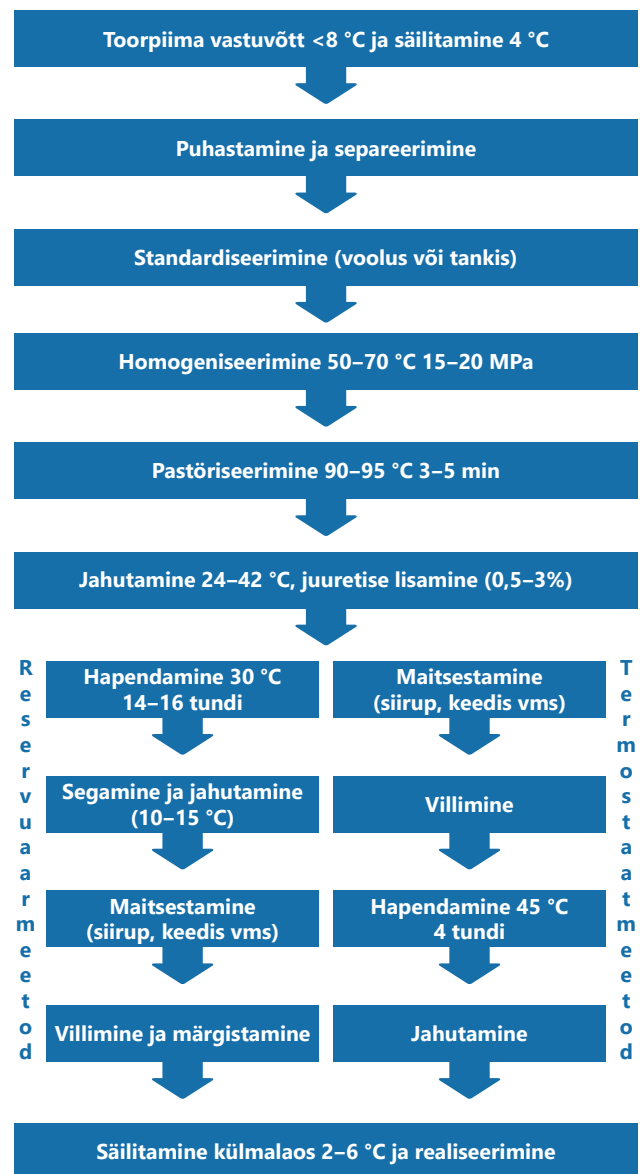 Toorpiima vastuvõtt <8 °C ja säilitamine 4 °C
Puhastamine ja separeerimine
Standardiseerimine (voolus või tankis)
Homogeniseerimine 50–70 °C 15–20 MPa
Pastöriseerimine 90–95 °C 3–5 min
Jahutamine 24–42 °C, juuretise lisamine (0,5–3%)
Reservuaarmeetod
Hapendamine 30 °C
14–16 tundi
Segamine ja jahutamine
(10–15 °C)
Maitsestamine
(siirup, keedis vms)
Villimine ja märgistamine
Termostaatmeetod
Maitsestamine
(siirup, keedis vms)
Villimine
Hapendamine 45 °C
4 tundi
Jahutamine
Säilitamine külmalaos 2–6 °C ja realiseerimine